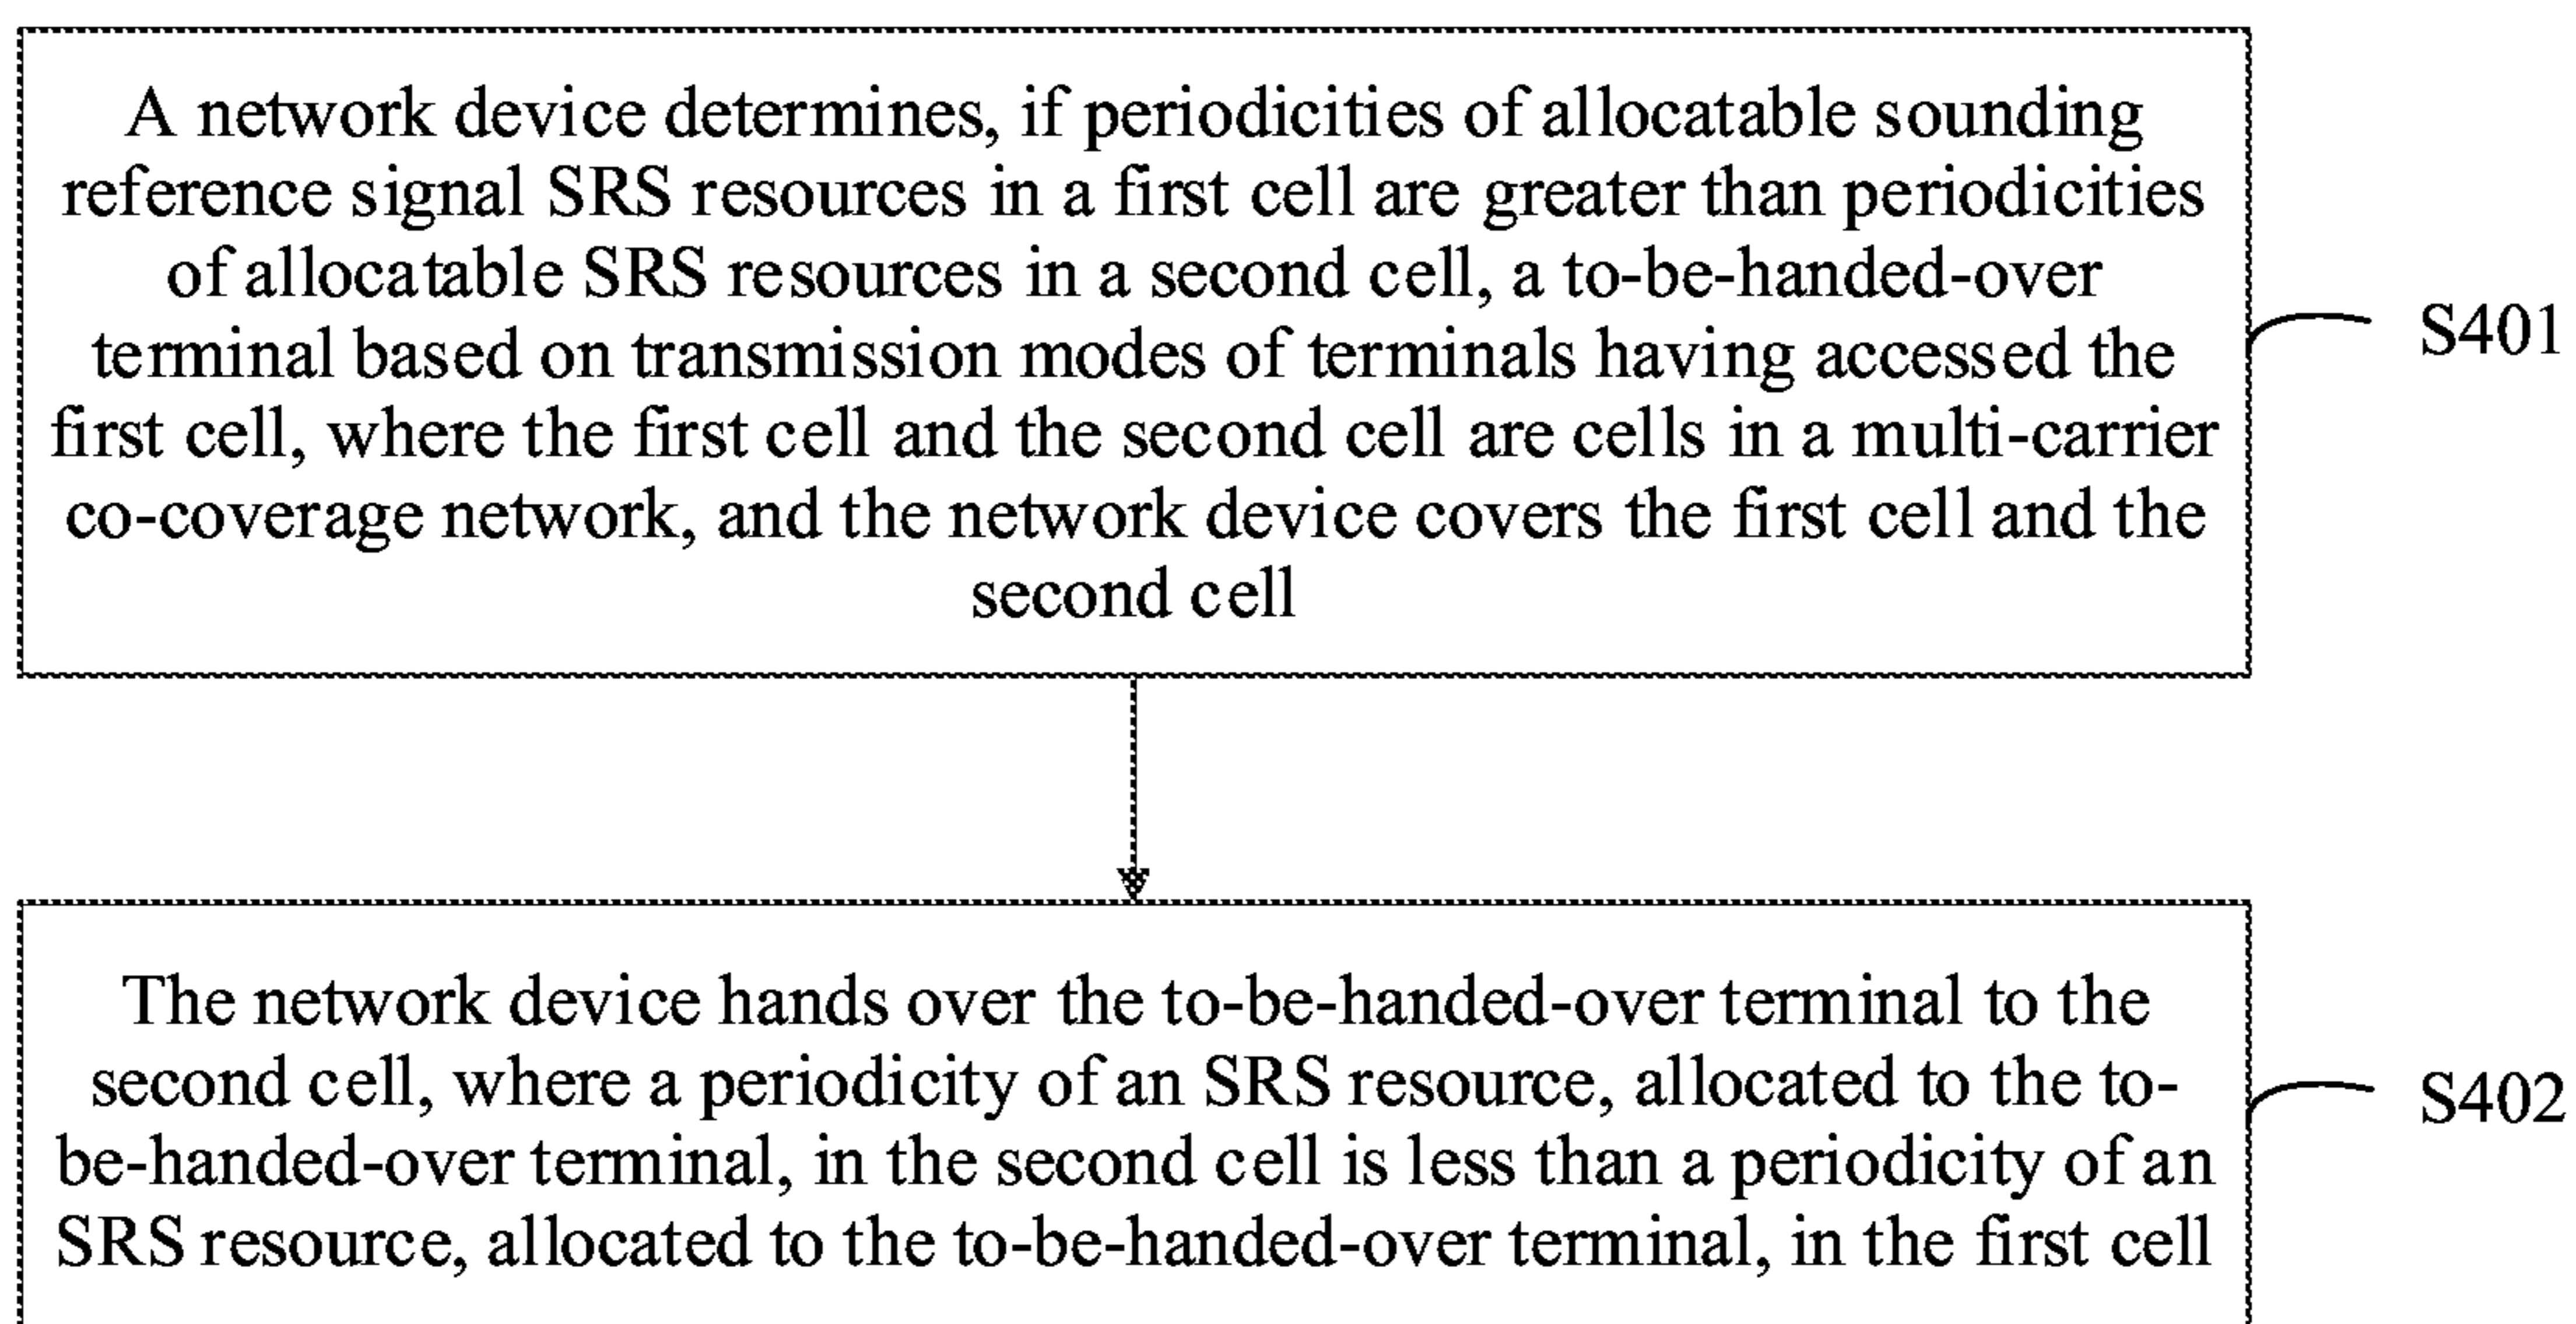 A network device determines, if periodicities of allocatable sounding
reference signal SRS resources in a first cell are greater than periodicities
of allocatable SRS resources in a second cell, a to-be-handed-over
terminal based on transmission modes of terminals having accessed the
first cell, where the first cell and the second cell are cells in a multi-carrier
co-coverage network, and the network device covers the first cell and the
second cell
S401
The network device hands over the to-be-handed-over terminal to the
second cell, where a periodicity of an SRS resource, allocated to the to-
be-handed-over terminal, in the second cell is less than a periodicity of an
SRS resource, allocated to the to-be-handed-over terminal, in the first cell
S402